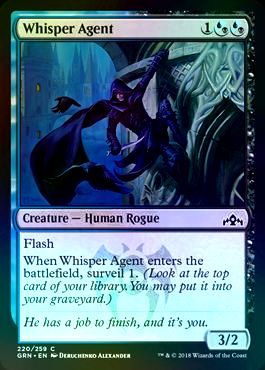 Whisper Agent 1
Creature — Human Rogue
Flash
When Whisper Agent enters the
battlefield, surveil 1. (Look at the top
card of your library. You may put it into
your graveyard.)
He has a job to finish, and it's you.
3/2
220/259 C
GRN • EN Deruchenko Alexander
™ & © 2018 Wizards of the Coast